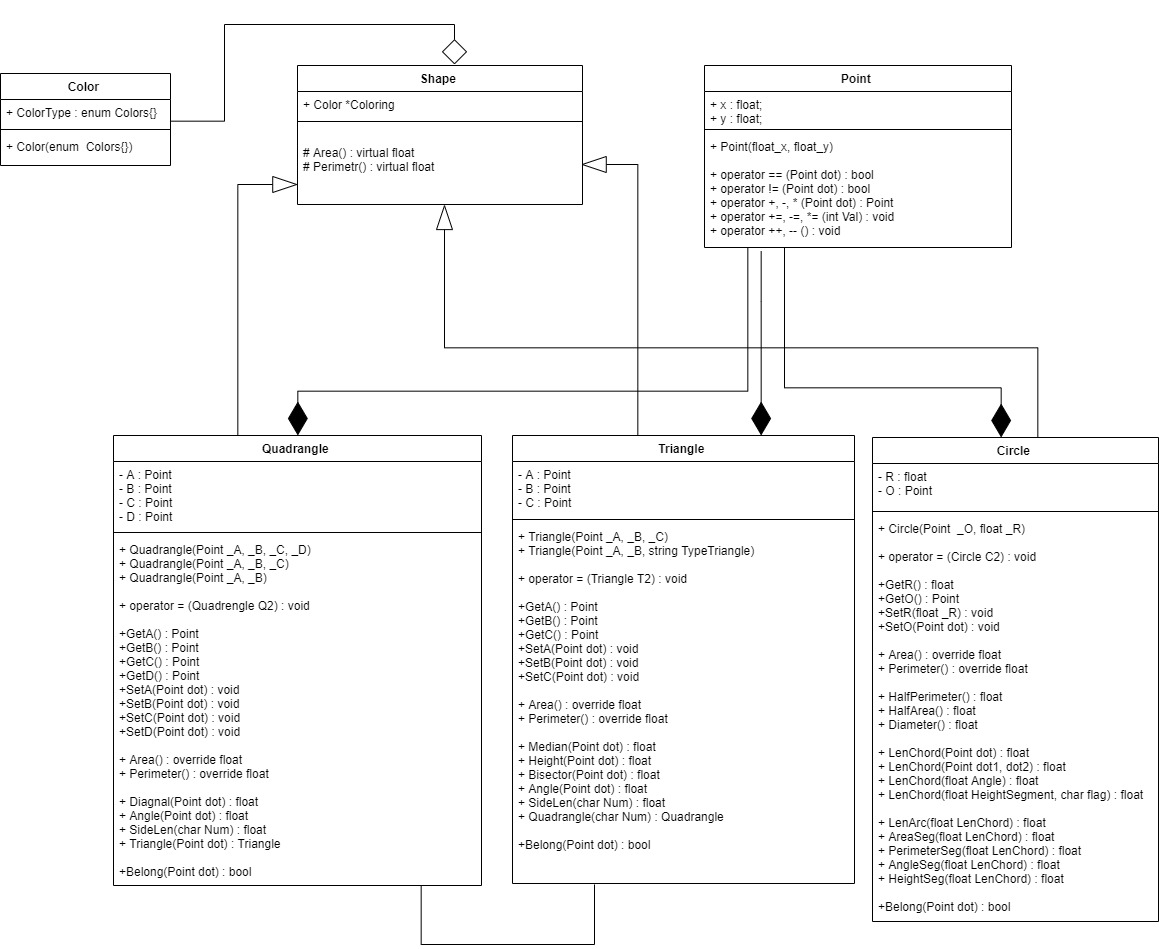 Color
+ ColorType : enum Colors{}
+ Color(enum  Colors{})
Shape
+ Color *Coloring
# Area() : virtual float
# Perimetr() : virtual float
Point
+ x : float;
+ y : float;
+ Point(float_x, float_y)
+ operator == (Point dot) : bool
+ operator != (Point dot) : bool
+ operator +, -, * (Point dot) : Point
+ operator +=, -=, *= (int Val) : void
+ operator ++, -- () : void
Quadrangle
- A : Point
- B : Point
- C : Point
- D : Point
+ Quadrangle(Point _A, _B, _C, _D)
+ Quadrangle(Point _A, _B, _C)
+ Quadrangle(Point _A, _B)
+ operator = (Quadrengle Q2) : void
+GetA() : Point
+GetB() : Point
+GetC() : Point
+GetD() : Point
+SetA(Point dot) : void
+SetB(Point dot) : void
+SetC(Point dot) : void
+SetD(Point dot) : void
+ Area() : override float
+ Perimeter() : override float
+ Diagnal(Point dot) : float
+ Angle(Point dot) : float
+ SideLen(char Num) : float
+ Triangle(Point dot) : Triangle
+Belong(Point dot) : bool
Triangle
- A : Point
- B : Point
- C : Point
+ Triangle(Point _A, _B, _C)
+ Triangle(Point _A, _B, string TypeTriangle)
+ operator = (Triangle T2) : void
+GetA() : Point
+GetB() : Point
+GetC() : Point
+SetA(Point dot) : void
+SetB(Point dot) : void
+SetC(Point dot) : void
+ Area() : override float
+ Perimeter() : override float
+ Median(Point dot) : float
+ Height(Point dot) : float
+ Bisector(Point dot) : float
+ Angle(Point dot) : float
+ SideLen(char Num) : float
+ Quadrangle(char Num) : Quadrangle
+Belong(Point dot) : bool
Circle
- R : float
- O : Point
+ Circle(Point  _O, float _R)
+ operator = (Circle C2) : void
+GetR() : float
+GetO() : Point
+SetR(float _R) : void
+SetO(Point dot) : void
+ Area() : override float
+ Perimeter() : override float
+ HalfPerimeter() : float
+ HalfArea() : float
+ Diameter() : float
+ LenChord(Point dot) : float
+ LenChord(Point dot1, dot2) : float
+ LenChord(float Angle) : float
+ LenChord(float HeightSegment, char flag) : float
+ LenArc(float LenChord) : float
+ AreaSeg(float LenChord) : float
+ PerimeterSeg(float LenChord) : float
+ AngleSeg(float LenChord) : float
+ HeightSeg(float LenChord) : float
+Belong(Point dot) : bool